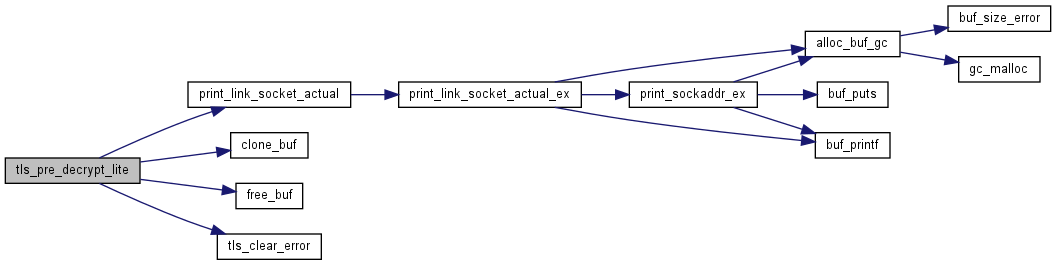 tls_pre_decrypt_lite
print_link_socket_actual
clone_buf
free_buf
tls_clear_error
print_link_socket_actual_ex
print_sockaddr_ex
alloc_buf_gc
buf_puts
buf_printf
buf_size_error
gc_malloc